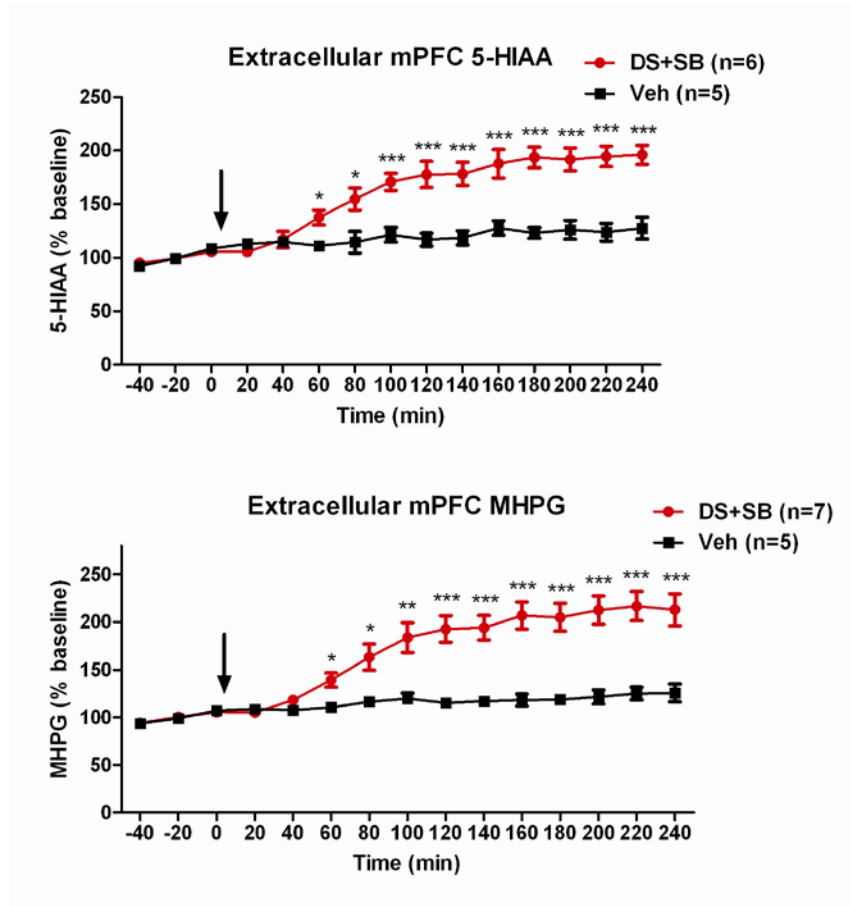 Extracellular mPFC 5-HIAA
DS+SB (n=6)
Veh (n=5)
250
200
150
100
50
0
5-HIAA (% baseline)
* * *** *** *** *** *** *** *** ***
-40 -20 0 20 40 60 80 100 120 140 160 180 200 220 240
Time (min)
Extracellular mPFC MHPG
DS+SB (n=7)
Veh (n=5)
250
200
150
100
50
0
MHPG (% baseline)
* * ** *** *** *** *** *** *** ***
-40 -20 0 20 40 60 80 100 120 140 160 180 200 220 240
Time (min)